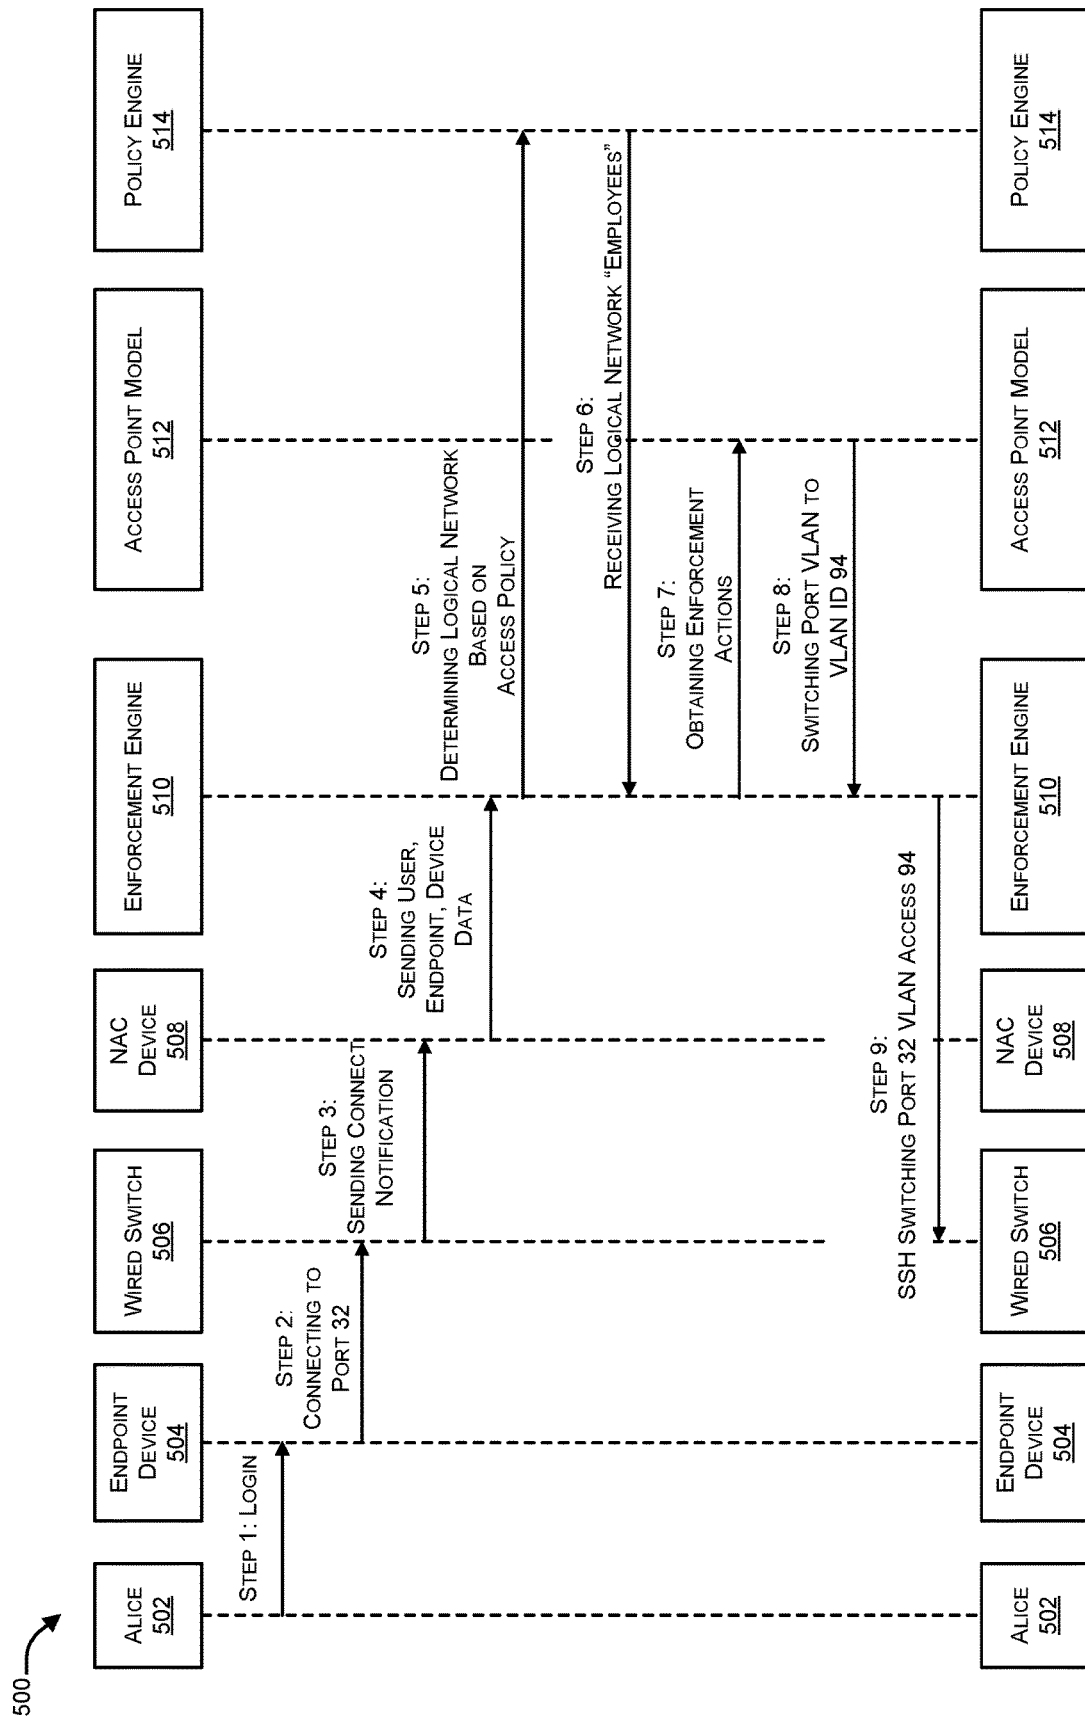 500
ALICE
502
ENDPOINT
DEVICE
504
WIRED SWITCH
506
NAC
DEVICE
508
ENFORCEMENT ENGINE
510
ACCESS POINT MODEL
512
POLICY ENGINE
514
STEP 1: LOGIN
STEP 2:
CONNECTING TO
PORT 32
STEP 3:
SENDING CONNECT
NOTIFICATION
STEP 4:
SENDING USER,
ENDPOINT, DEVICE
DATA
STEP 5:
DETERMINING LOGICAL NETWORK
BASED ON
ACCESS POLICY
STEP 6:
RECEIVING LOGICAL NETWORK "EMPLOYEES"
STEP 7:
OBTAINING ENFORCEMENT
ACTIONS
STEP 8:
SWITCHING PORT VLAN TO
VLAN ID 94
STEP 9:
SSH SWITCHING PORT 32 VLAN ACCESS 94
ALICE
502
ENDPOINT
DEVICE
504
WIRED SWITCH
506
NAC
DEVICE
508
ENFORCEMENT ENGINE
510
ACCESS POINT MODEL
512
POLICY ENGINE
514